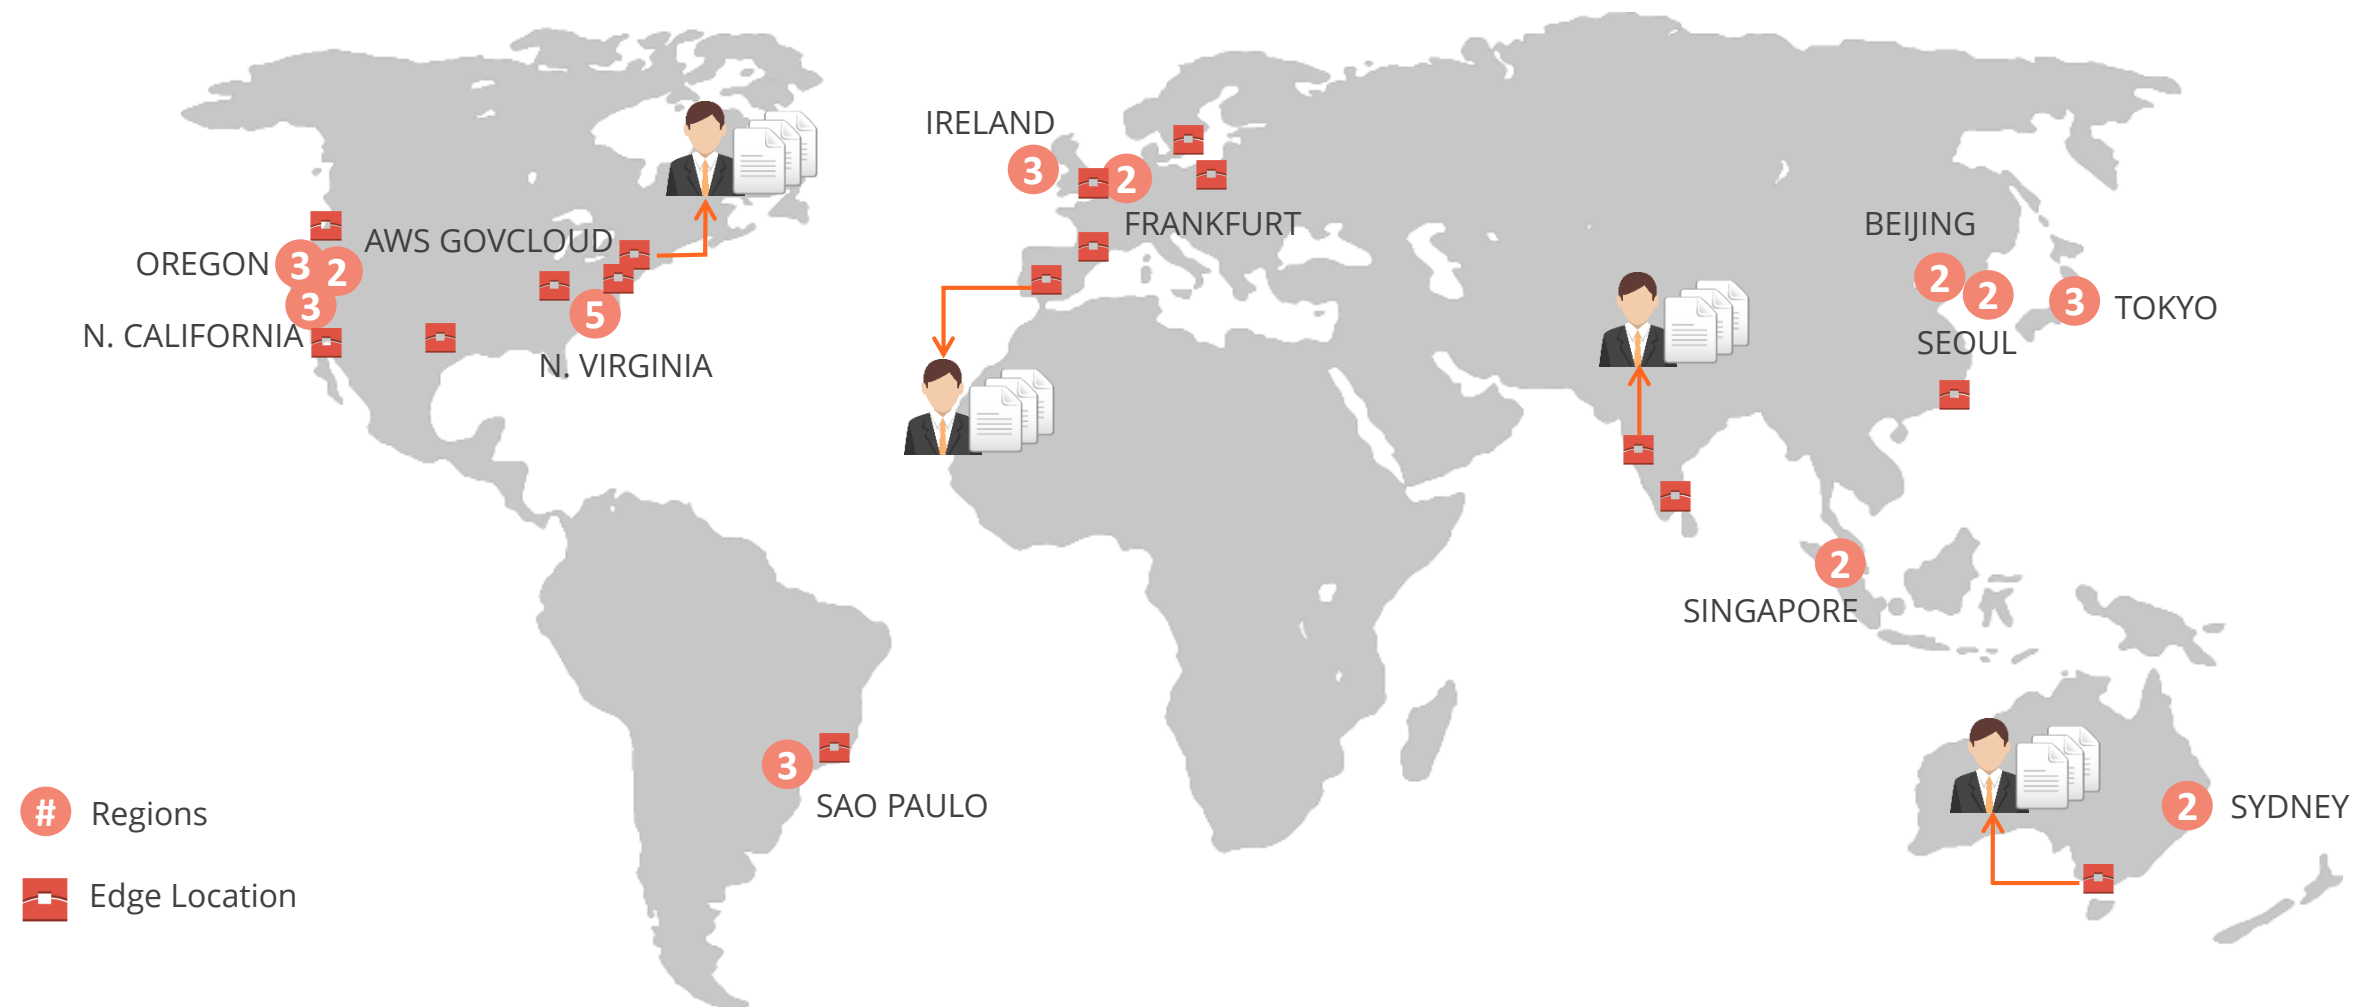 IRELAND
3
2
FRANKFURT
AWS GOVCLOUD
OREGON
3
2
3
N. CALIFORNIA
5
N. VIRGINIA
BEIJING
2
2
3
TOKYO
SEOUL
2
SINGAPORE
3
SAO PAULO
2
SYDNEY
# Regions
Edge Location